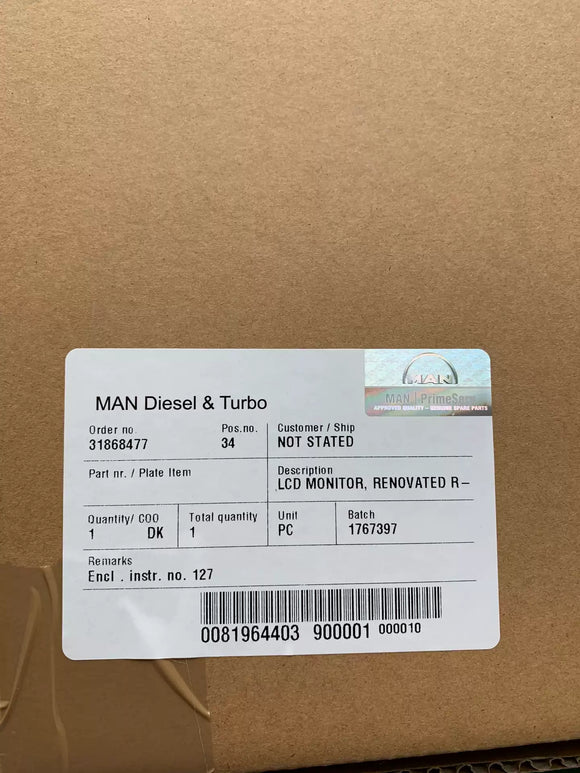 MAN
MAN | PrimeServ
APPROVED QUALITY – GENUINE SPARE PARTS
MAN Diesel & Turbo
Order no. Pos.no. Customer / Ship
31868477 34 NOT STATED
Part nr. / Plate Item Description
LCD MONITOR, RENOVATED R–
Quantity/ COO Total quantity Unit Batch
1 DK 1 PC 1767397
Remarks
Encl . instr. no. 127
0081964403 900001 000010